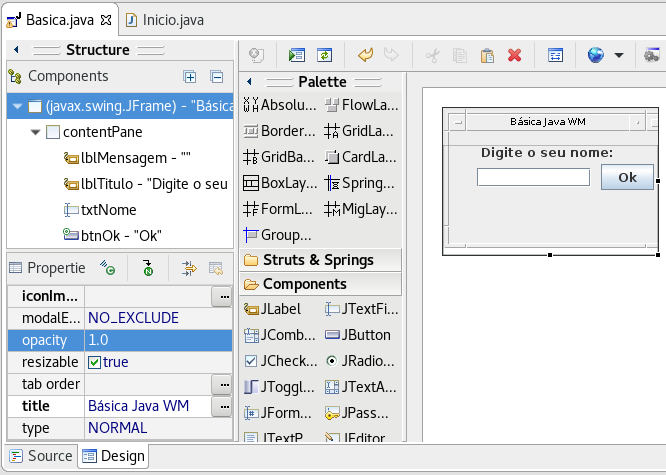 Basica.java
Inicio.java
Structure
Components
(javax.swing.JFrame) - "Básica
contentPane
lblMensagem - ""
lblTitulo - "Digite o seu
txtNome
btnOk - "Ok"
Propertie
iconIm...
modalE... NO_EXCLUDE
opacity 1.0
resizable true
tab order
title Básica Java WM
type NORMAL
Source Design
Palette
Absolu... FlowLa...
Border... GridLa...
GridBa... CardLa...
BoxLay... Spring...
FormL... MigLay...
Group...
Struts & Springs
Components
JLabel JTextFi...
JComb... JButton
JCheck... JRadio...
JToggl... JTextA...
JForm... JPass...
JTextP... JEditor...
Básica Java WM
Digite o seu nome:
Ok